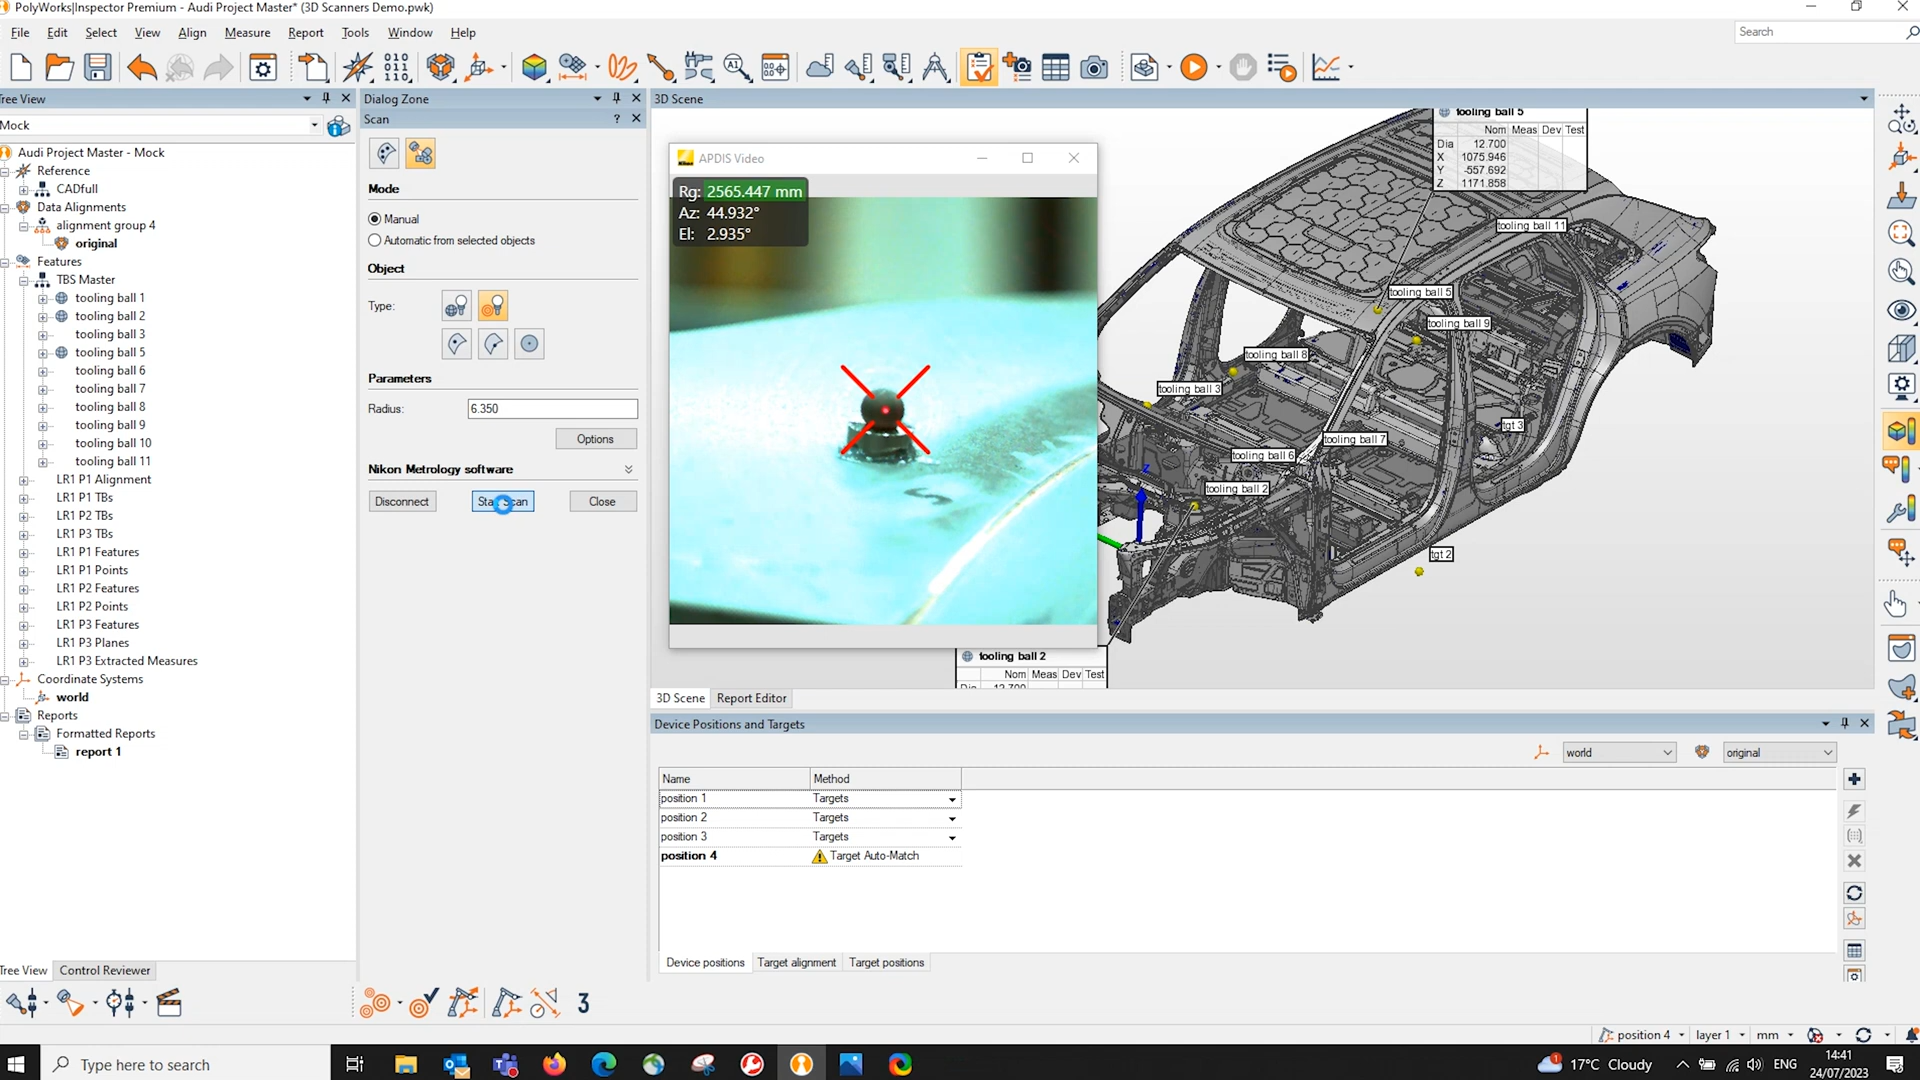 PolyWorks|Inspector Premium - Audi Project Master* (3D Scanners Demo.pwk)
File Edit Select View Align Measure Report Tools Window Help
Search
Tree View
Dialog Zone
3D Scene
Mock
Audi Project Master - Mock
Reference
CADfull
Data Alignments
alignment group 4
original
Features
TBS Master
tooling ball 1
tooling ball 2
tooling ball 3
tooling ball 5
tooling ball 6
tooling ball 7
tooling ball 8
tooling ball 9
tooling ball 10
tooling ball 11
LR1 P1 Alignment
LR1 P1 TBs
LR1 P2 TBs
LR1 P3 TBs
LR1 P1 Features
LR1 P1 Points
LR1 P2 Features
LR1 P2 Points
LR1 P3 Features
LR1 P3 Planes
LR1 P3 Extracted Measures
Coordinate Systems
world
Reports
Formatted Reports
report 1
Tree View Control Reviewer
Scan
Mode
Manual
Automatic from selected objects
Object
Type:
Parameters
Radius: 6.350
Options
Nikon Metrology software
Disconnect
Close
APDIS Video
Rg: 2565.447 mm
Az: 44.932°
El: 2.935°
tooling ball 5
Nom Meas Dev Test
Dia 12.700
X 1075.946
Y -557.692
Z 1171.858
tooling ball 11
tooling ball 5
tooling ball 9
tooling ball 8
tooling ball 3
tgt 3
tooling ball 7
tooling ball 6
Z
tooling ball 2
tgt 2
tooling ball 2
Nom Meas Dev Test
Dia 12.700
3D Scene Report Editor
Device Positions and Targets
world
original
Name Method
position 1 Targets
position 2 Targets
position 3 Targets
position 4 Target Auto-Match
Device positions Target alignment Target positions
3
position 4 layer 1 mm
Type here to search
1
17°C Cloudy
ENG
14:41
24/07/2023